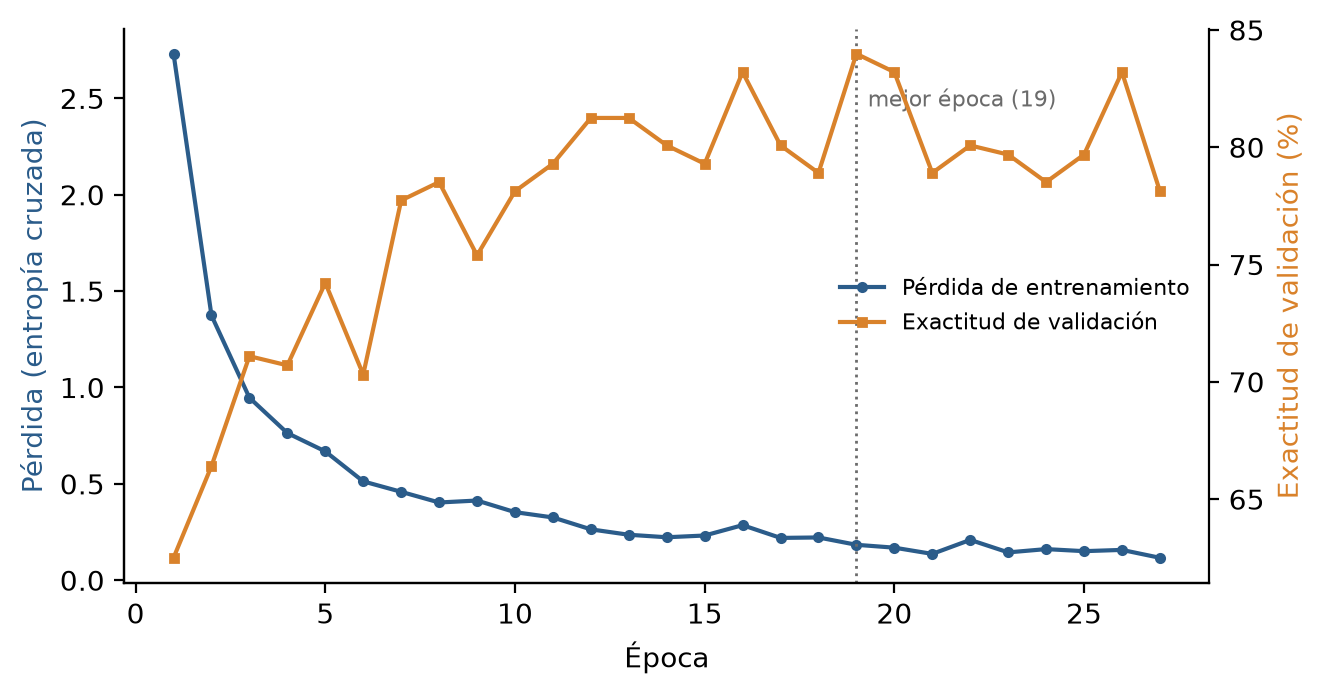 Pérdida (entropía cruzada)
2.5
2.0
1.5
1.0
0.5
0.0
0
5
10
15
20
25
Época
85
80
75
70
65
Exactitud de validación (%)
mejor época (19)
Pérdida de entrenamiento
Exactitud de validación